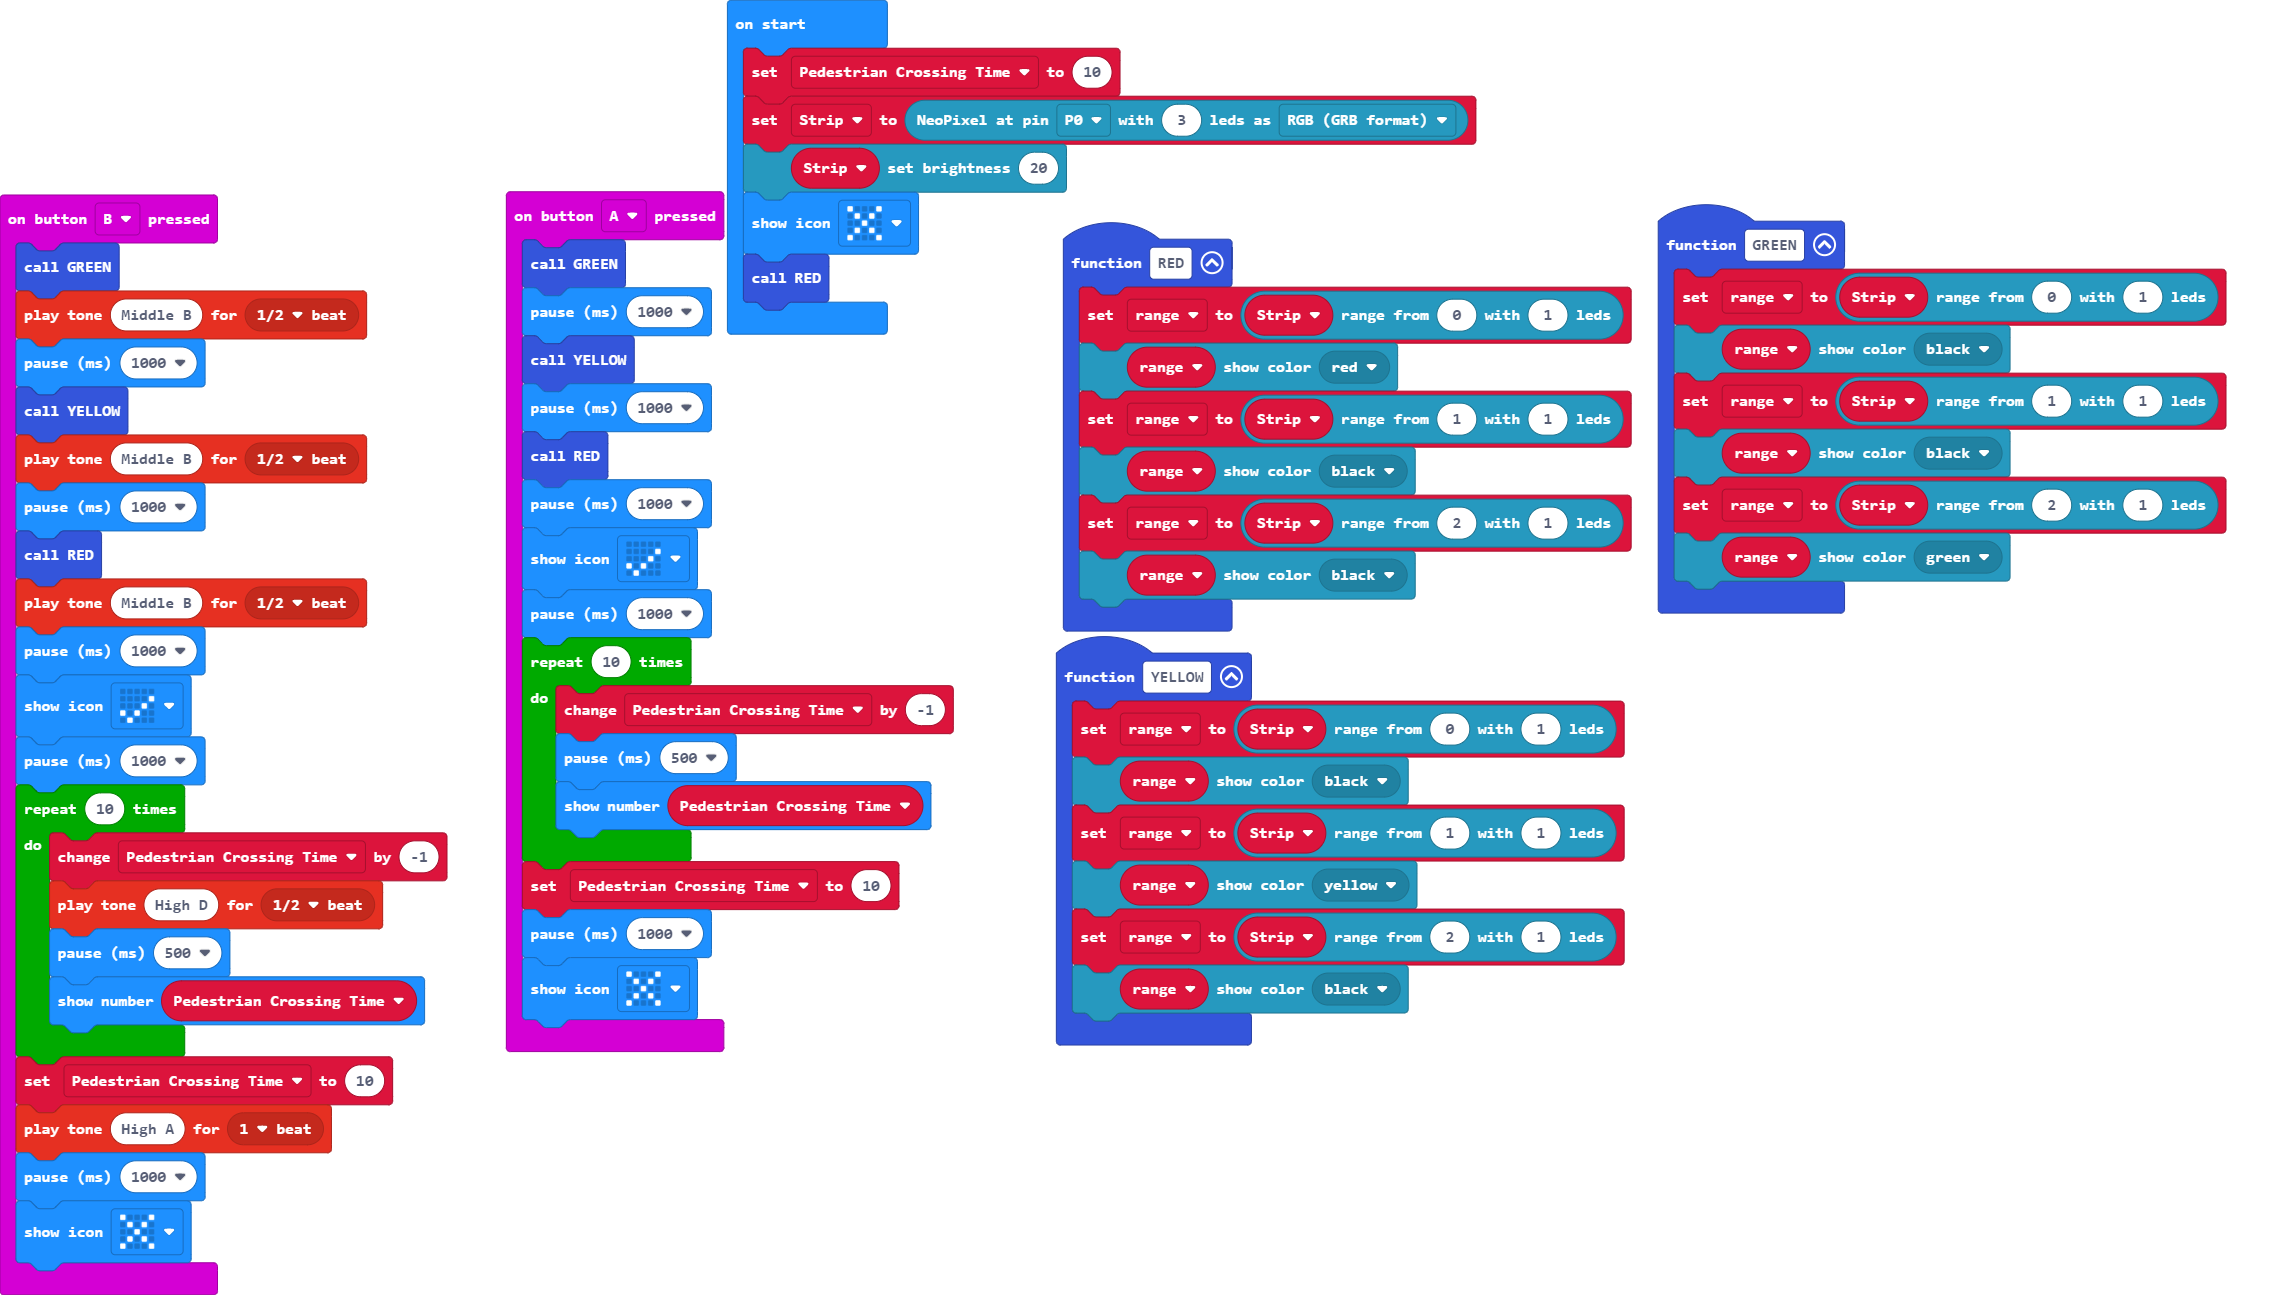 on start
set Pedestrian Crossing Time to 10
set Strip to NeoPixel at pin P0 with 3 leds as RGB (GRB format)
Strip set brightness 20
show icon
call RED
on button B pressed
call GREEN
play tone Middle B for 1/2 beat
pause (ms) 1000
call YELLOW
play tone Middle B for 1/2 beat
pause (ms) 1000
call RED
play tone Middle B for 1/2 beat
pause (ms) 1000
show icon
pause (ms) 1000
repeat 10 times
do
change Pedestrian Crossing Time by -1
play tone High D for 1/2 beat
pause (ms) 500
show number Pedestrian Crossing Time
set Pedestrian Crossing Time to 10
play tone High A for 1 beat
pause (ms) 1000
show icon
on button A pressed
call GREEN
pause (ms) 1000
call YELLOW
pause (ms) 1000
call RED
pause (ms) 1000
show icon
pause (ms) 1000
repeat 10 times
do
change Pedestrian Crossing Time by -1
pause (ms) 500
show number Pedestrian Crossing Time
set Pedestrian Crossing Time to 10
pause (ms) 1000
show icon
function RED
set range to Strip range from 0 with 1 leds
range show color red
set range to Strip range from 1 with 1 leds
range show color black
set range to Strip range from 2 with 1 leds
range show color black
function YELLOW
set range to Strip range from 0 with 1 leds
range show color black
set range to Strip range from 1 with 1 leds
range show color yellow
set range to Strip range from 2 with 1 leds
range show color black
function GREEN
set range to Strip range from 0 with 1 leds
range show color black
set range to Strip range from 1 with 1 leds
range show color black
set range to Strip range from 2 with 1 leds
range show color green